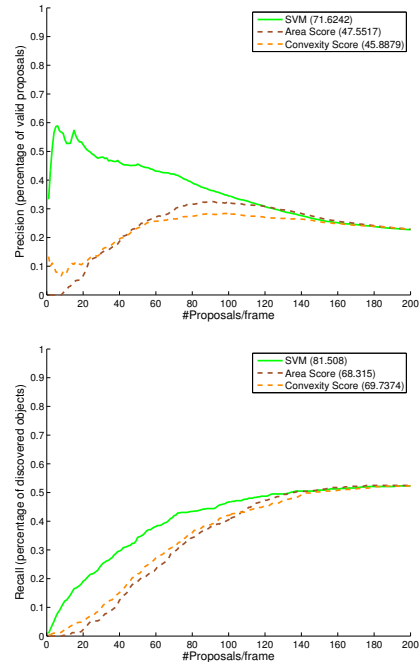 SVM (71.6242)
Area Score (47.5517)
Convexity Score (45.8879)
Precision (percentage of valid proposals)
1
0.9
0.8
0.7
0.6
0.5
0.4
0.3
0.2
0.1
0
0 20 40 60 80 100 120 140 160 180 200
#Proposals/frame
SVM (81.508)
Area Score (68.315)
Convexity Score (69.7374)
Recall (percentage of discovered objects)
1
0.9
0.8
0.7
0.6
0.5
0.4
0.3
0.2
0.1
0
0 20 40 60 80 100 120 140 160 180 200
#Proposals/frame